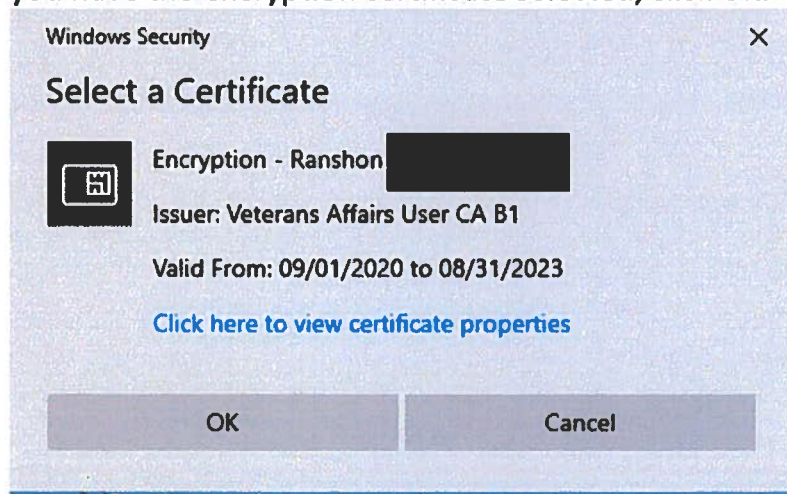 Windows Security
Select a Certificate
Encryption - Ranshon
Issuer: Veterans Affairs User CA B1
Valid From: 09/01/2020 to 08/31/2023
Click here to view certificate properties
OK
Cancel